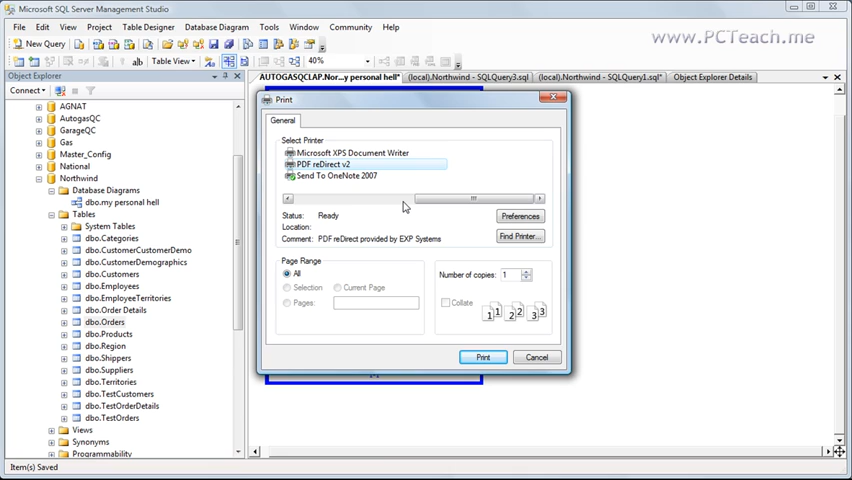 Microsoft SQL Server Management Studio
File Edit View Project Table Designer Database Diagram Tools Window Community Help
www.PCTeach.me
New Query
Table View 40%
Object Explorer
AUTOGASQCLAP.Nor...y personal hell* (local).Northwind - SQLQuery3.sql (local).Northwind - SQLQuery1.sql* Object Explorer Details
Connect
AGNAT
AutogasQC
GarageQC
Gas
Master_Config
National
Northwind
Database Diagrams
dbo.my personal hell
Tables
System Tables
dbo.Categories
dbo.CustomerCustomerDemo
dbo.CustomerDemographics
dbo.Customers
dbo.Employees
dbo.EmployeeTerritories
dbo.Order Details
dbo.Orders
dbo.Products
dbo.Region
dbo.Shippers
dbo.Suppliers
dbo.Territories
dbo.TestCustomers
dbo.TestOrderDetails
dbo.TestOrders
Views
Synonyms
Programmability
Print
General
Select Printer
Microsoft XPS Document Writer
PDF reDirect v2
Send To OneNote 2007
Status: Ready
Preferences
Location:
Comment: PDF reDirect provided by EXP Systems
Find Printer...
Page Range
All
Selection Current Page
Pages:
Number of copies: 1
Collate
1 1 2 2 3 3
Print Cancel
Item(s) Saved